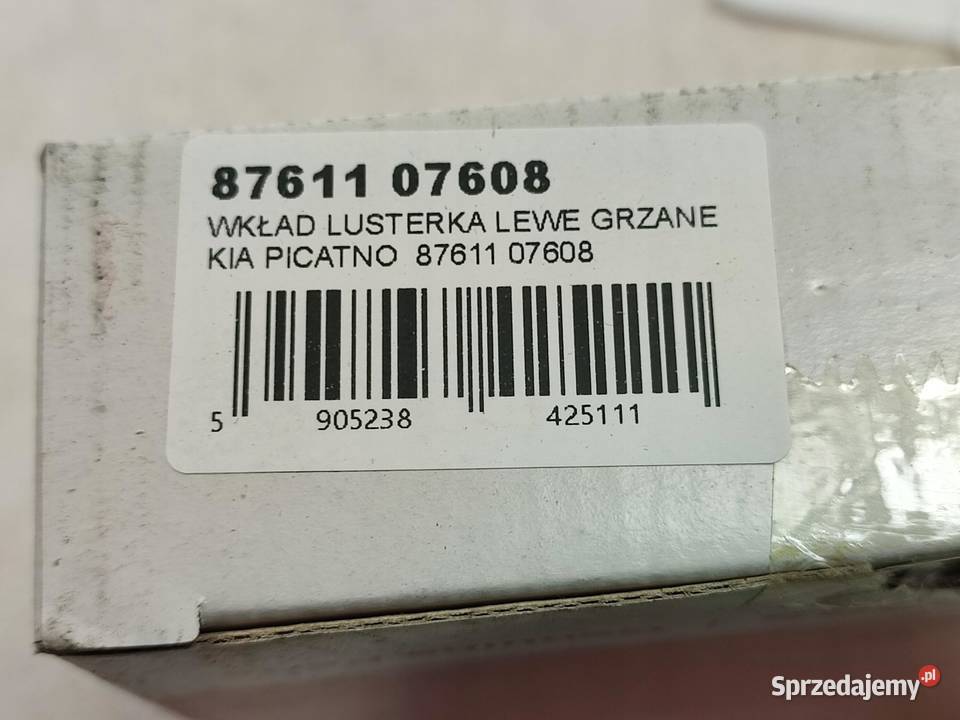 87611 07608
WKŁAD LUSTERKA LEWE GRZANE
KIA PICATNO 87611 07608
5 905238 425111
Sprzedajemy.pl